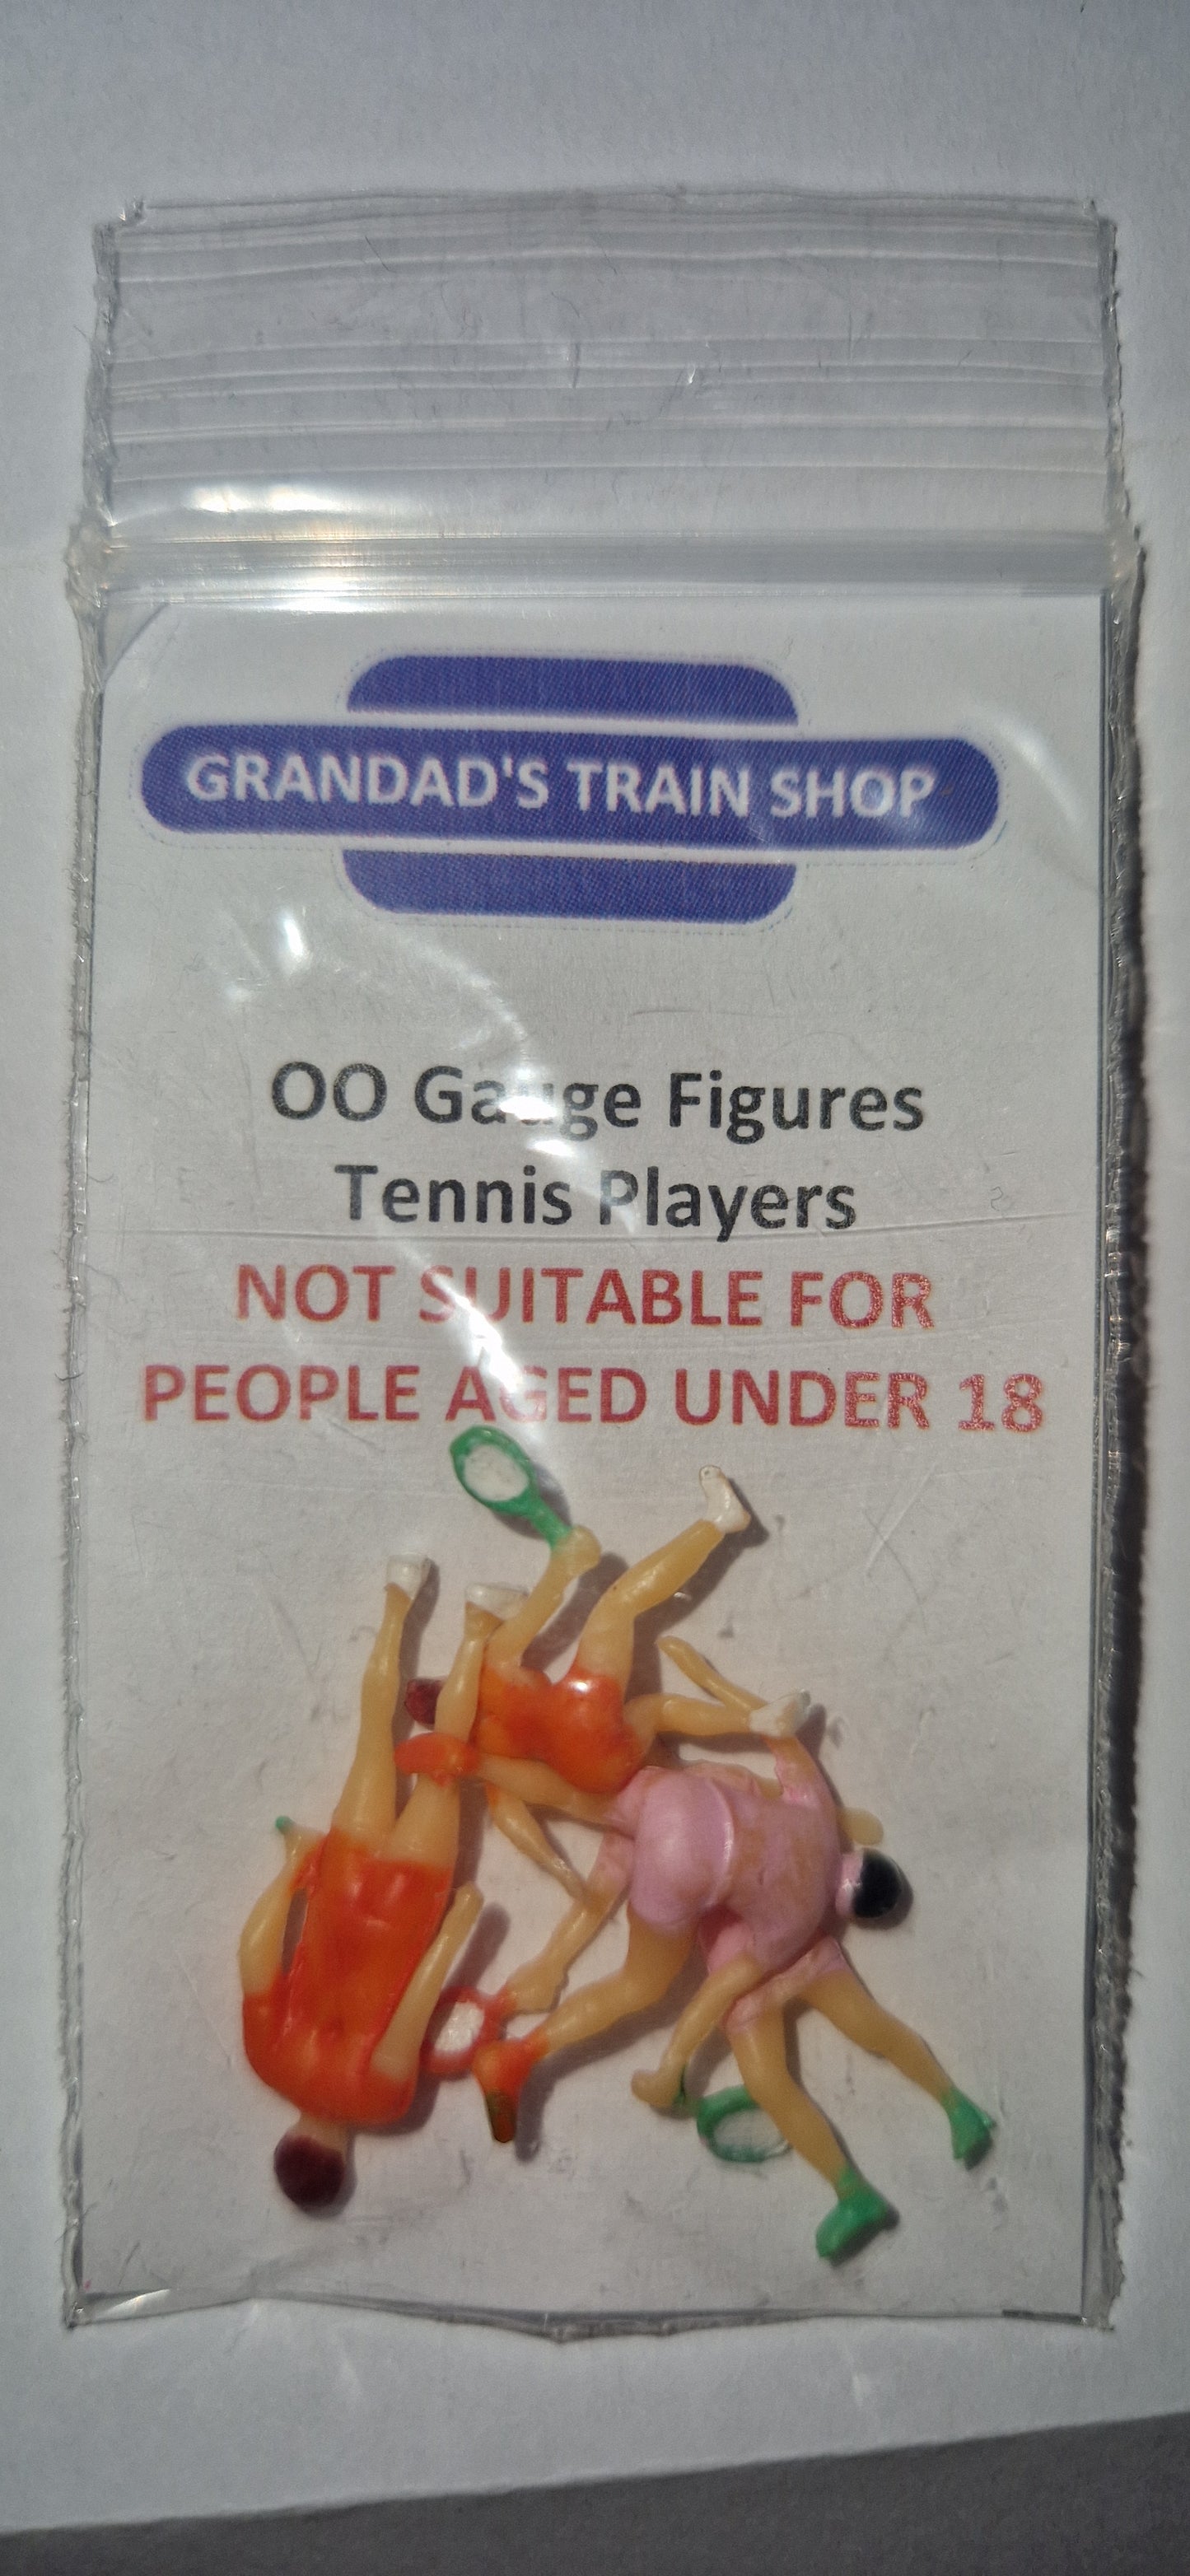 GRANDAD'S TRAIN SHOP
OO Gauge Figures
Tennis Players
NOT SUITABLE FOR
PEOPLE AGED UNDER 18